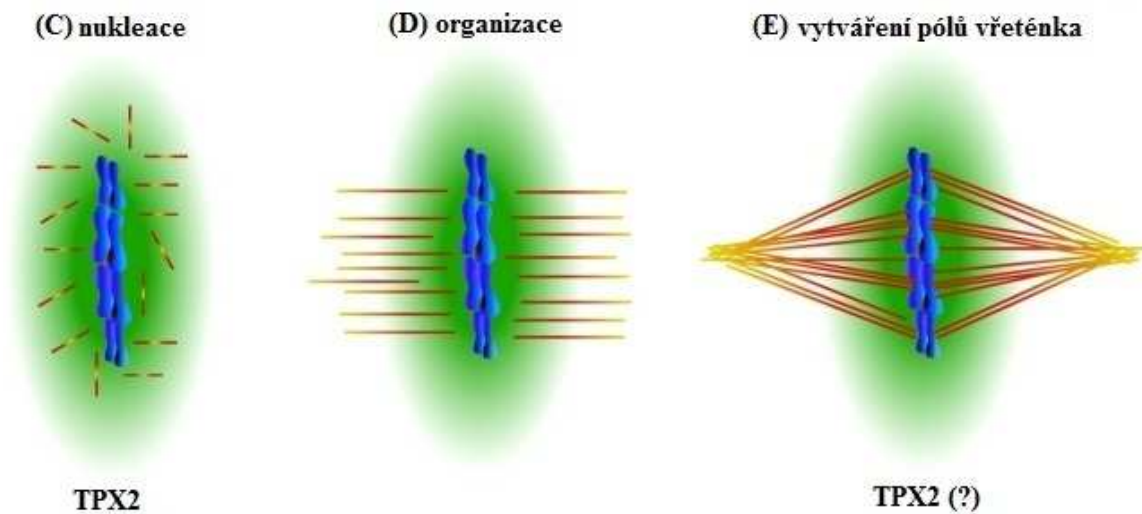 (C) nukleace
(D) organizace
(E) vytváření pólů vřeténka
TPX2
TPX2 (?)